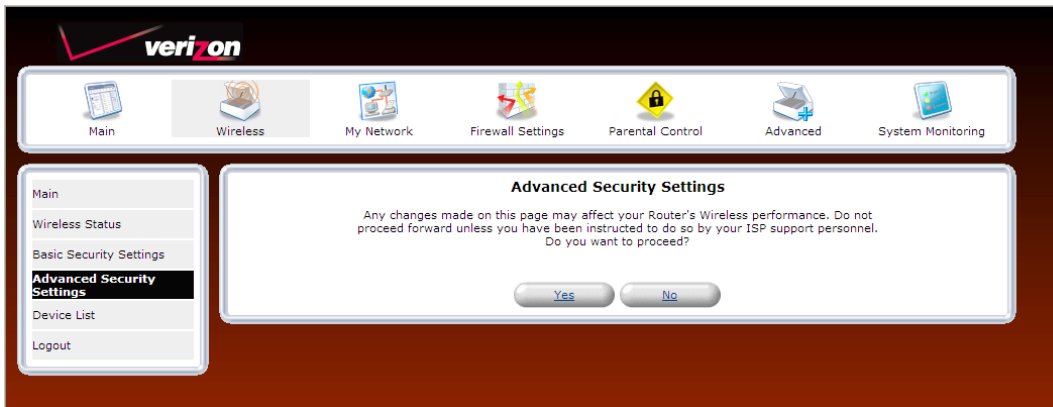 verizon
Main
Wireless
My Network
Firewall Settings
Parental Control
Advanced
System Monitoring
Main
Wireless Status
Basic Security Settings
Advanced Security
Settings
Device List
Logout
Advanced Security Settings
Any changes made on this page may affect your Router's Wireless performance. Do not
proceed forward unless you have been instructed to do so by your ISP support personnel.
Do you want to proceed?
Yes
No